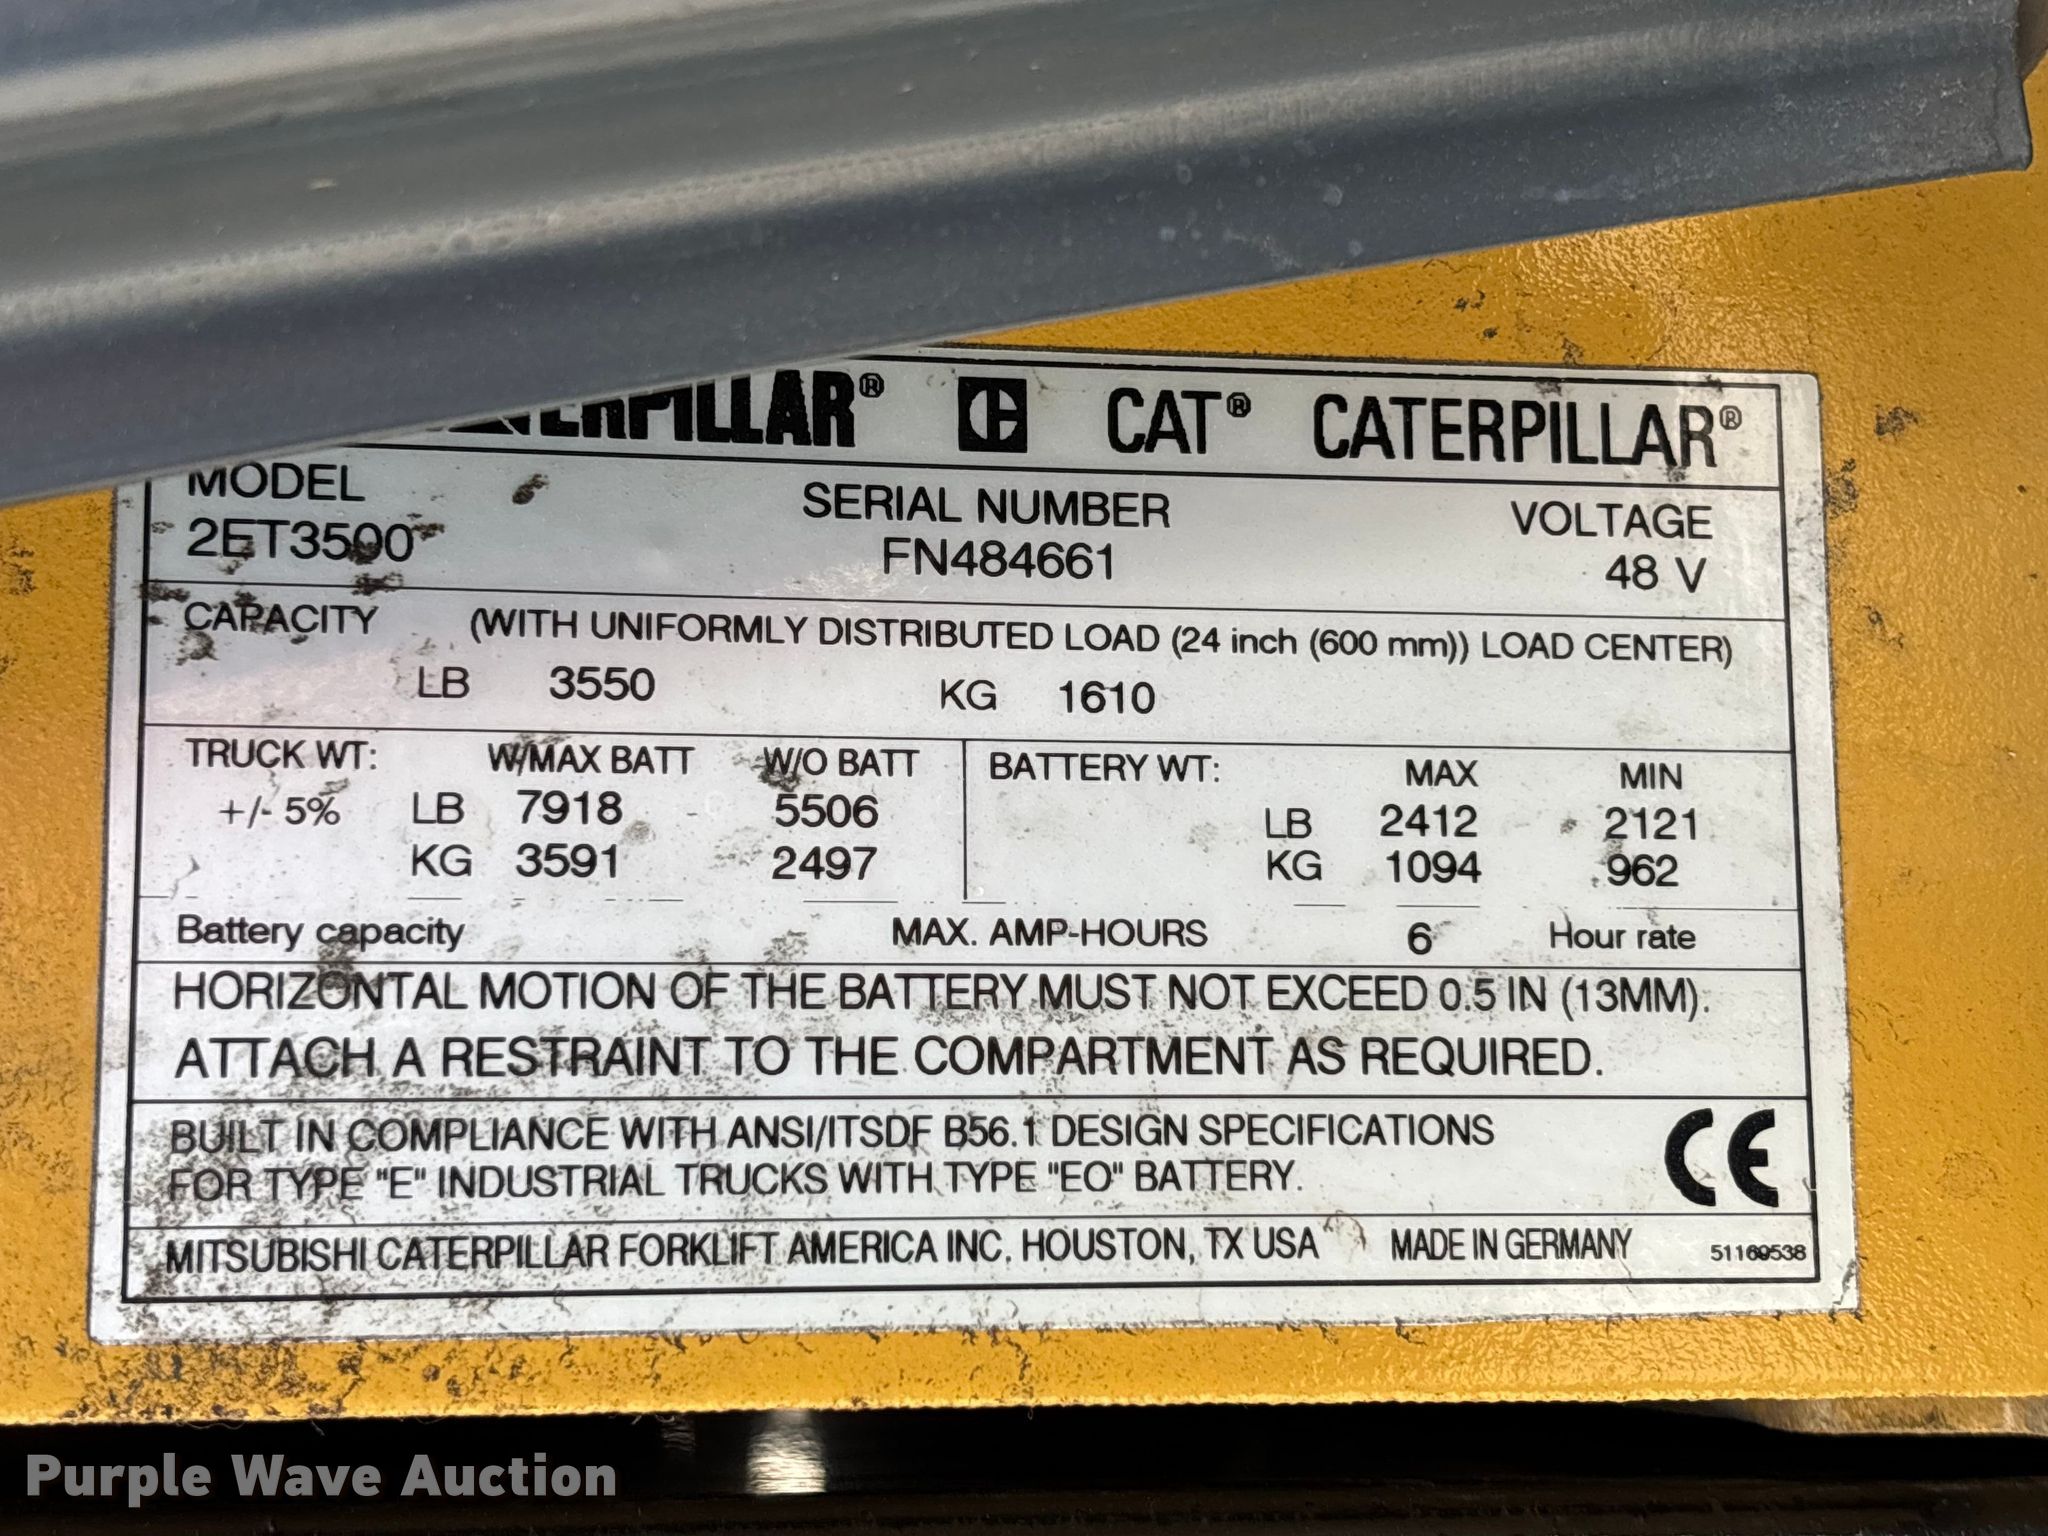 CATERPILLAR® CAT® CATERPILLAR®
MODEL SERIAL NUMBER VOLTAGE
2ET3500 FN484661 48 V
CAPACITY (WITH UNIFORMLY DISTRIBUTED LOAD (24 inch (600 mm)) LOAD CENTER)
LB 3550 KG 1610
TRUCK WT: W/MAX BATT W/O BATT BATTERY WT: MAX MIN
+/- 5% LB 7918 5506 LB 2412 2121
KG 3591 2497 KG 1094 962
Battery capacity MAX. AMP-HOURS 6 Hour rate
HORIZONTAL MOTION OF THE BATTERY MUST NOT EXCEED 0.5 IN (13MM).
ATTACH A RESTRAINT TO THE COMPARTMENT AS REQUIRED.
BUILT IN COMPLIANCE WITH ANSI/ITSDF B56.1 DESIGN SPECIFICATIONS
FOR TYPE "E" INDUSTRIAL TRUCKS WITH TYPE "EO" BATTERY.
CE
MITSUBISHI CATERPILLAR FORKLIFT AMERICA INC. HOUSTON, TX USA MADE IN GERMANY 51169538
Purple Wave Auction